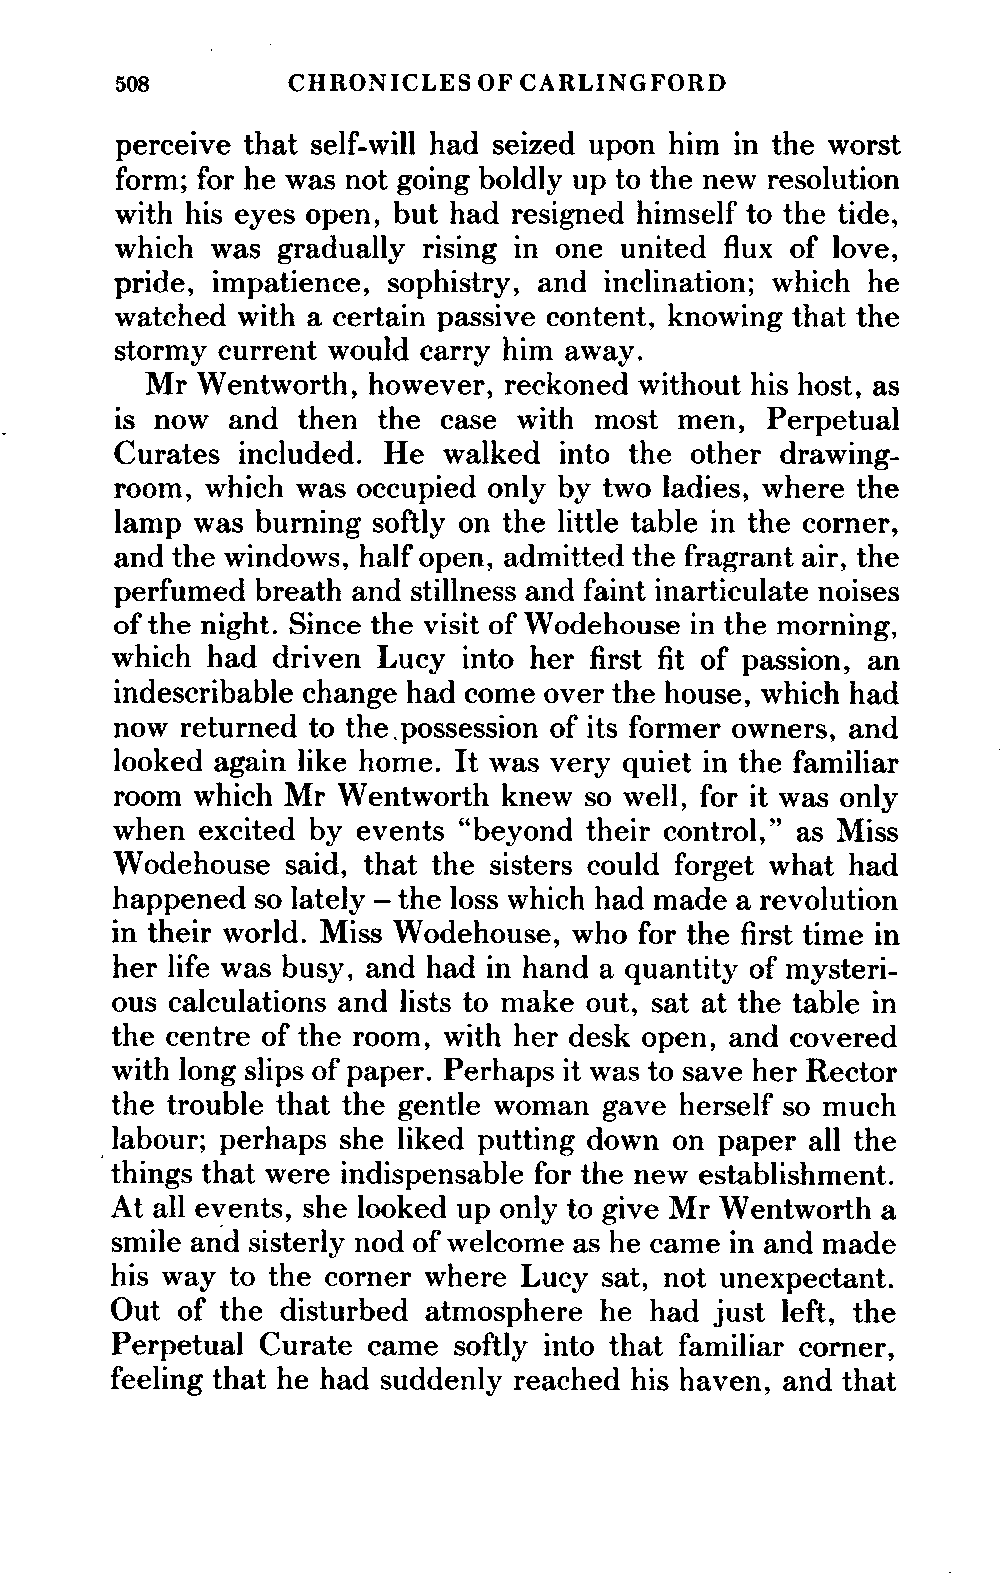 508 CHRONICLES OF CARLINGFORD
perceive that self-will had seized upon him in the worst
form; for he was not going boldly up to the new resolution
with his eyes open, but had resigned himself to the tide,
which was gradually rising in one united flux of love,
pride, impatience, sophistry, and inclination; which he
watched with a certain passive content, knowing that the
stormy current would carry him away.
Mr Wentworth, however, reckoned without his host, as
is now and then the case with most men, Perpetual
Curates included. He walked into the other drawing-
room, which was occupied only by two ladies, where the
lamp was burning softly on the little table in the corner,
and the windows, half open, admitted the fragrant air, the
perfumed breath and stillness and faint inarticulate noises
of the night. Since the visit of Wodehouse in the morning,
which had driven Lucy into her first fit of passion, an
indescribable change had come over the house, which had
now returned to the possession of its former owners, and
looked again like home. It was very quiet in the familiar
room which Mr Wentworth knew so well, for it was only
when excited by events “beyond their control,” as Miss
Wodehouse said, that the sisters could forget what had
happened so lately – the loss which had made a revolution
in their world. Miss Wodehouse, who for the first time in
her life was busy, and had in hand a quantity of mysteri-
ous calculations and lists to make out, sat at the table in
the centre of the room, with her desk open, and covered
with long slips of paper. Perhaps it was to save her Rector
the trouble that the gentle woman gave herself so much
labour; perhaps she liked putting down on paper all the
things that were indispensable for the new establishment.
At all events, she looked up only to give Mr Wentworth a
smile and sisterly nod of welcome as he came in and made
his way to the corner where Lucy sat, not unexpectant.
Out of the disturbed atmosphere he had just left, the
Perpetual Curate came softly into that familiar corner,
feeling that he had suddenly reached his haven, and that